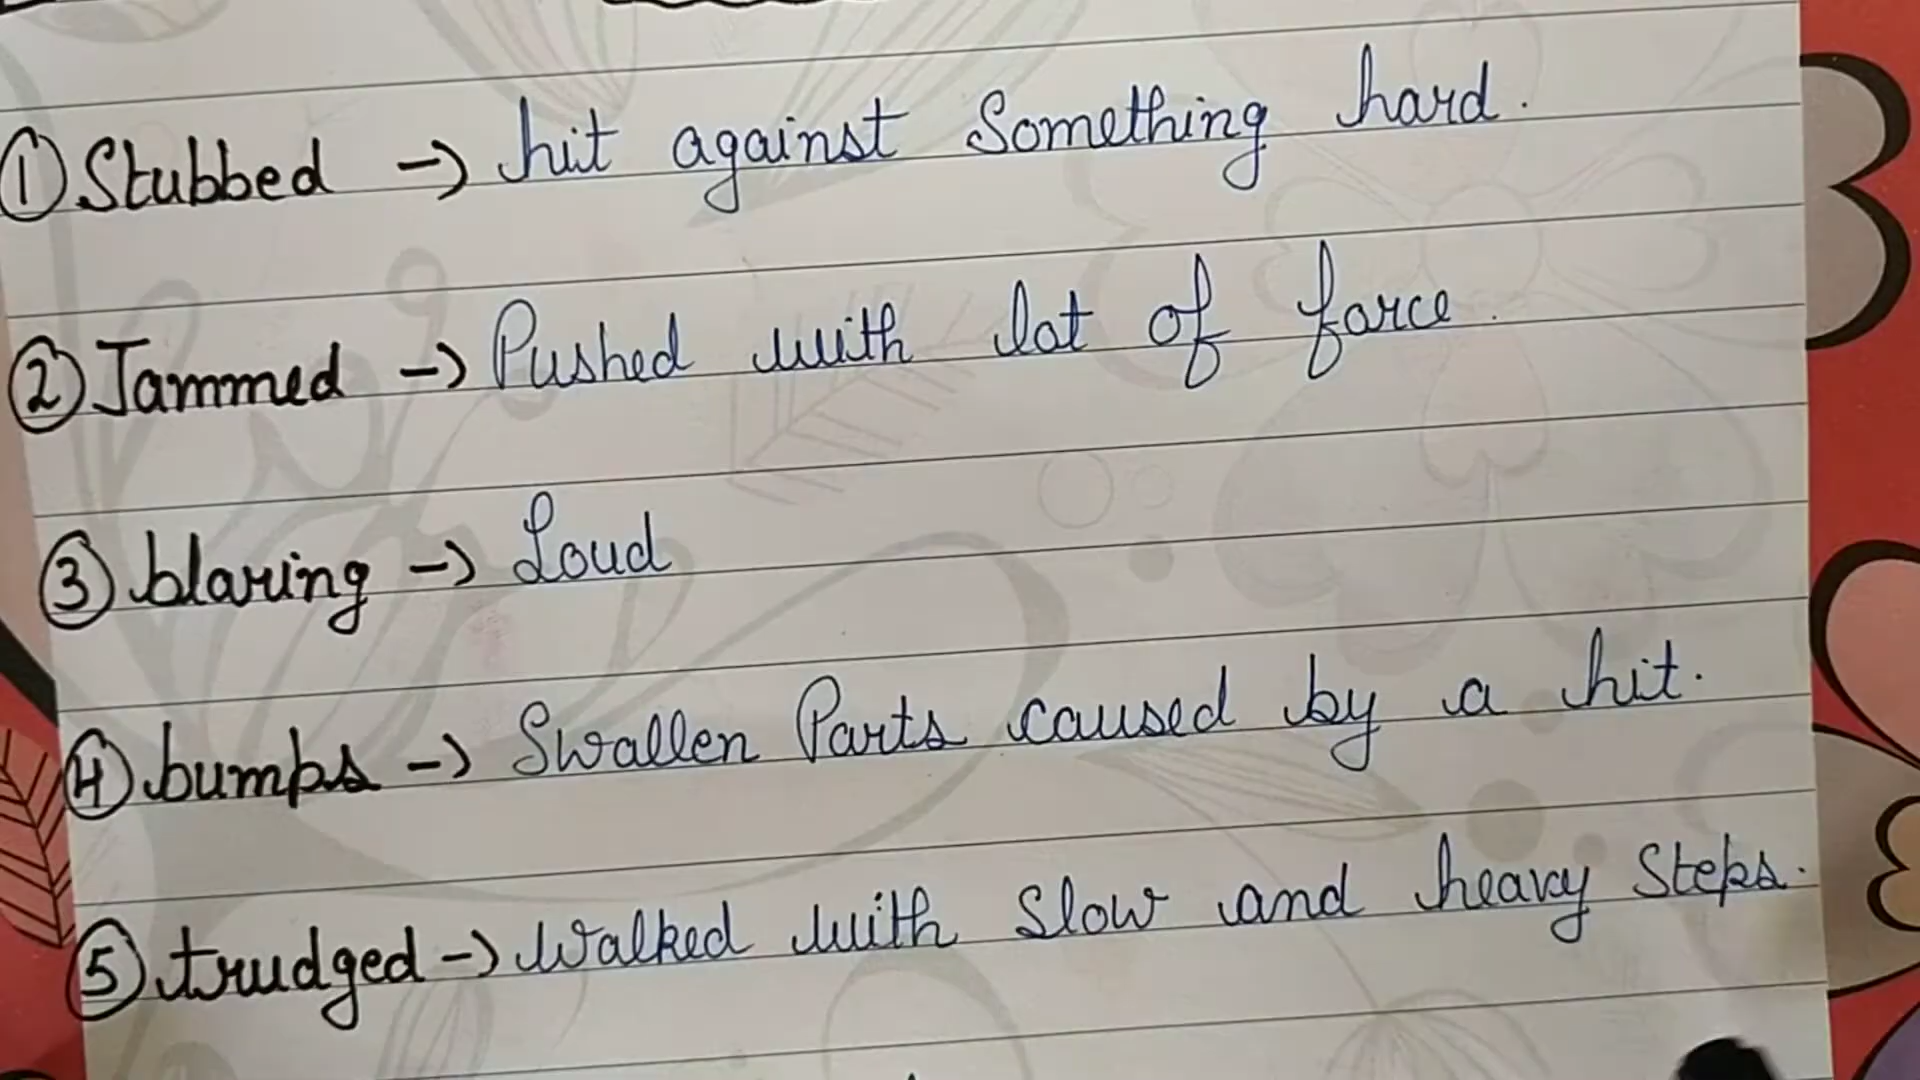 ① Stubbed -> hit against Something hard.
② Jammed -> Pushed with lot of force.
③ blaring -> Loud
④ bumps -> Swallen Parts caused by a hit.
⑤ trudged -> Walked with Slow and heavy Steps.